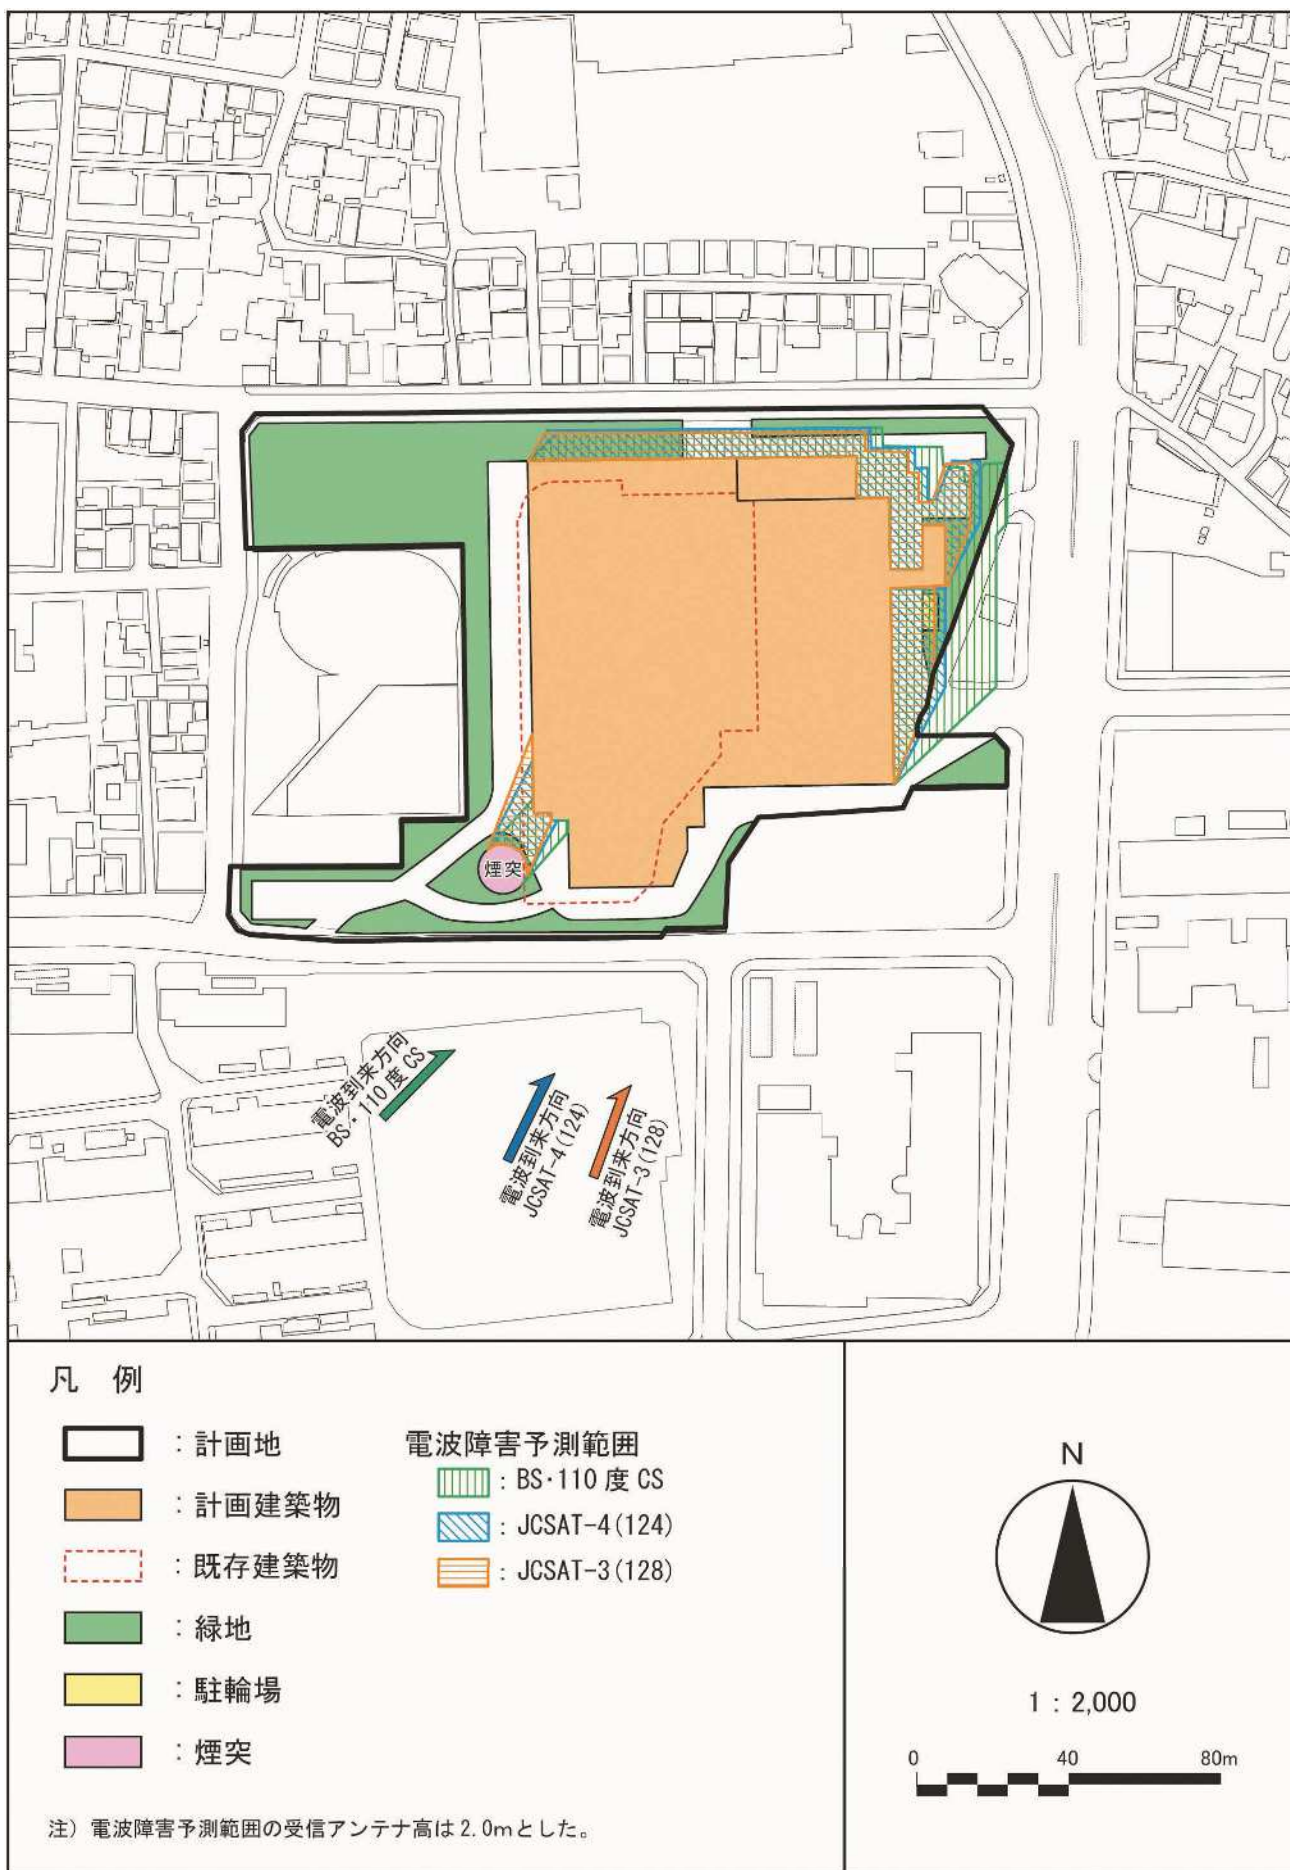 煙突
電波到来方向
BS・110度CS
電波到来方向
JCSAT-4(124)
電波到来方向
JCSAT-3(128)
凡 例
:計画地
:計画建築物
:既存建築物
:緑地
:駐輪場
:煙突
電波障害予測範囲
:BS・110度CS
:JCSAT-4(124)
:JCSAT-3(128)
注)電波障害予測範囲の受信アンテナ高は2.0mとした。
N
1:2,000
0 40 80m